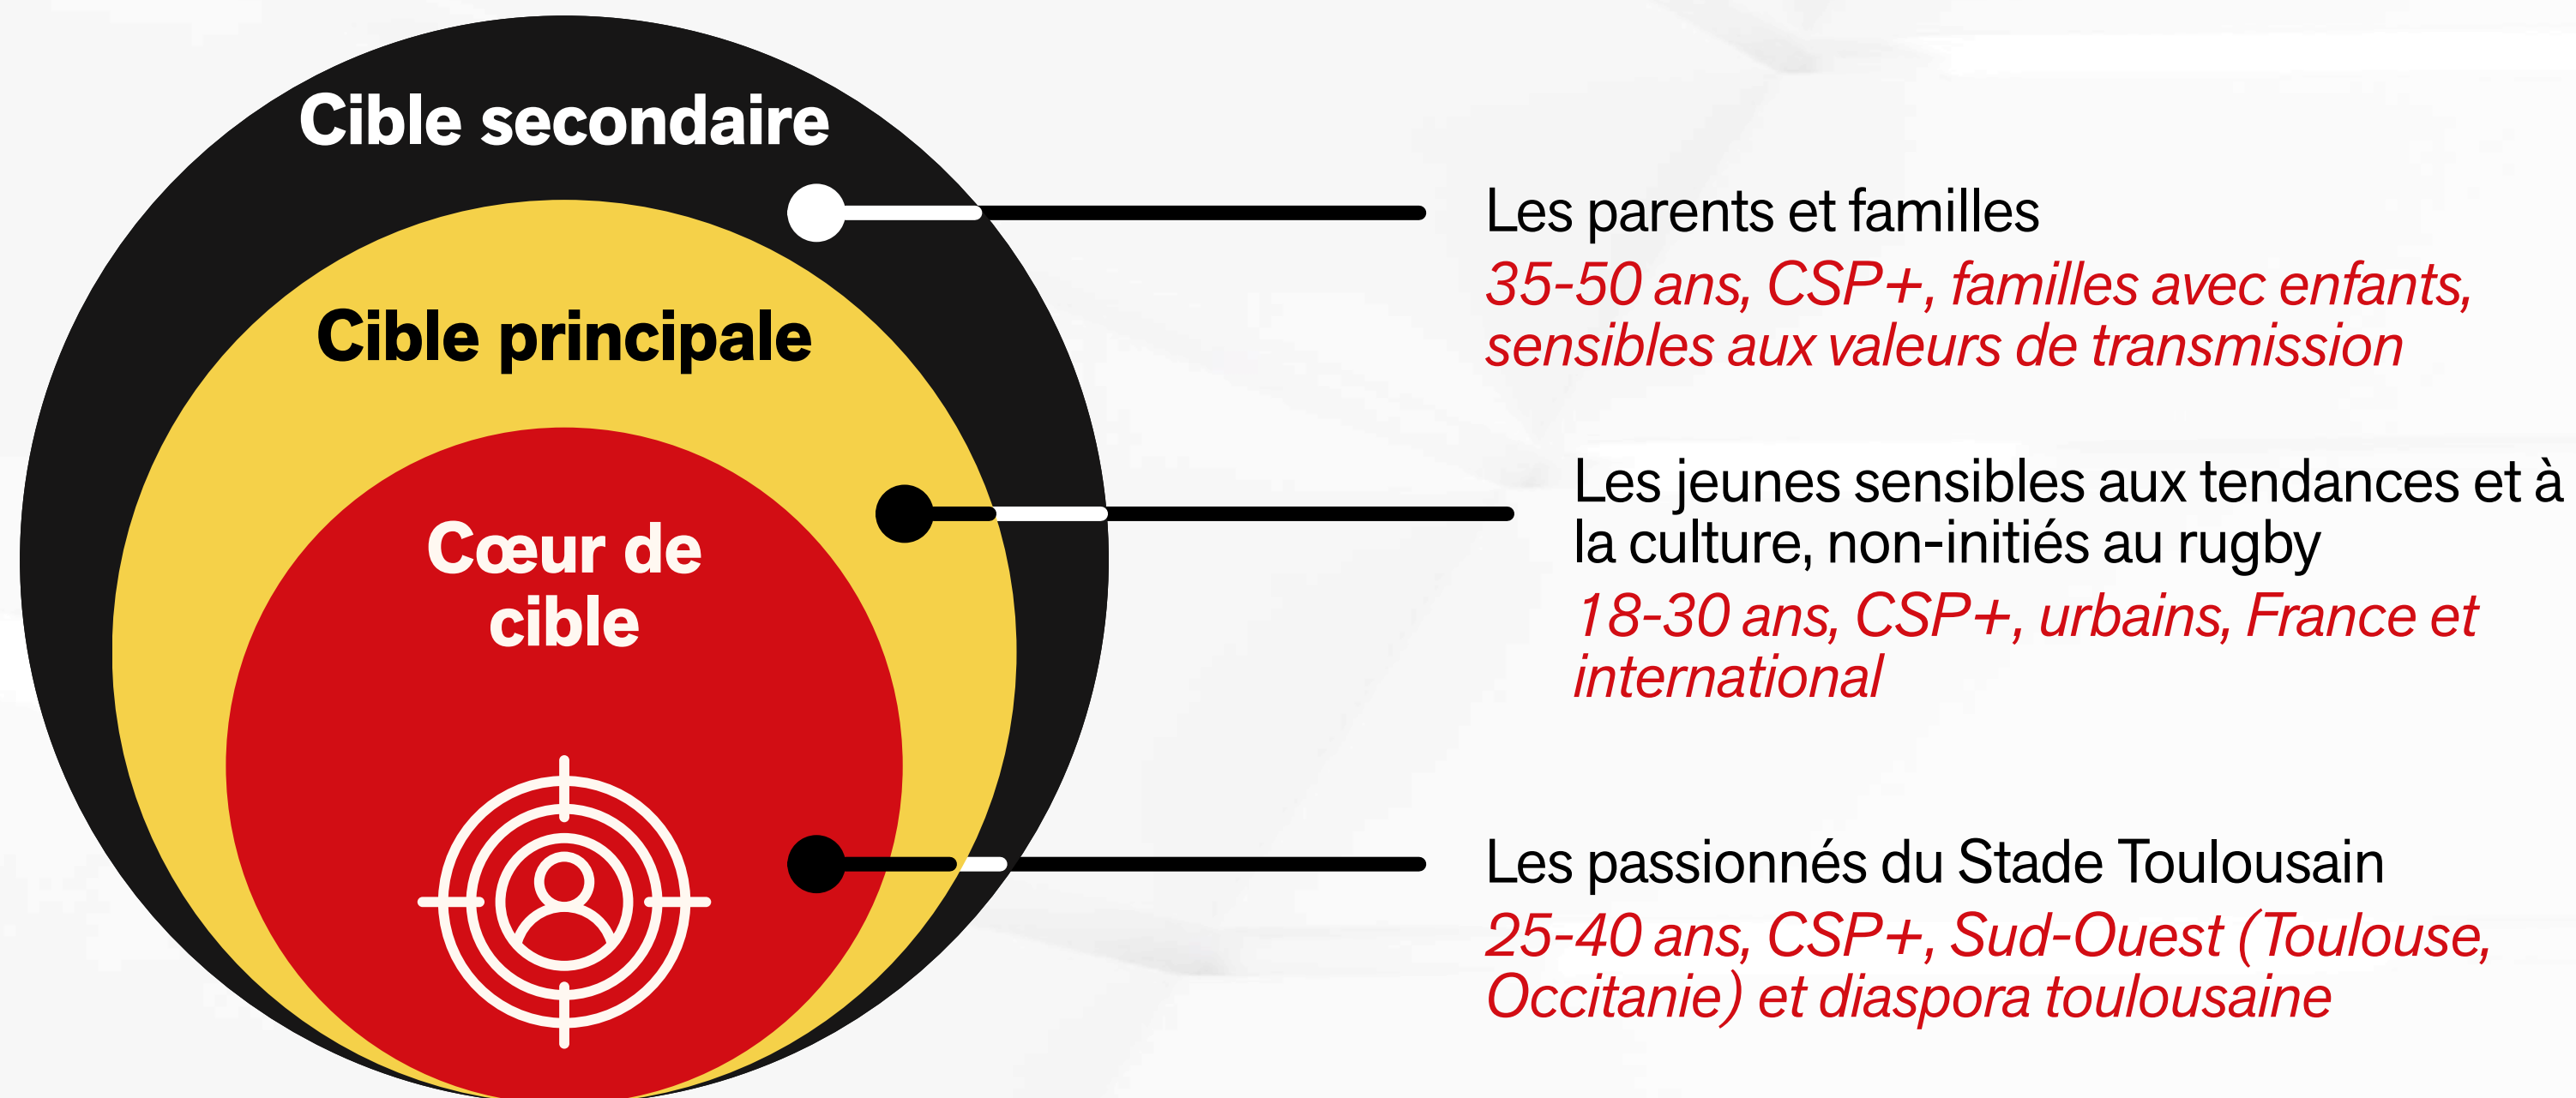 Cible secondaire
Les parents et familles
35-50 ans, CSP+, familles avec enfants,
sensibles aux valeurs de transmission
Cible principale
Les jeunes sensibles aux tendances et à
la culture, non-initiés au rugby
18-30 ans, CSP+, urbains, France et
international
Cœur de
cible
Les passionnés du Stade Toulousain
25-40 ans, CSP+, Sud-Ouest (Toulouse,
Occitanie) et diaspora toulousaine